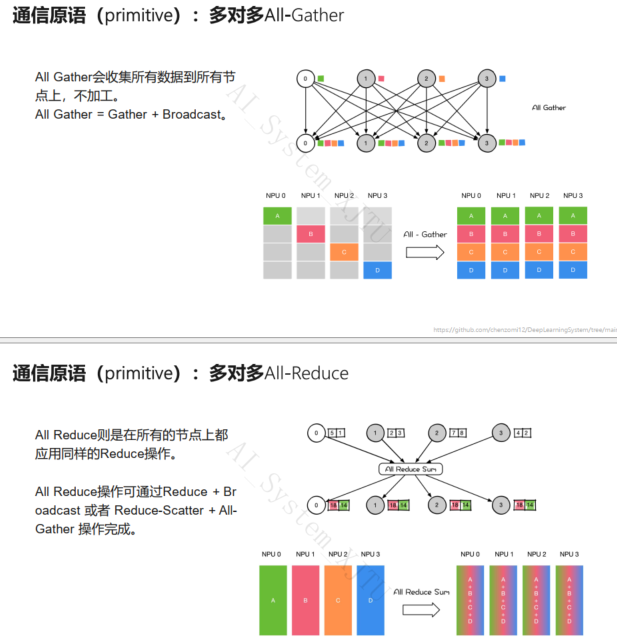 通信原语（primitive）：多对多All-Gather
All Gather会收集所有数据到所有节
点上，不加工。
All Gather = Gather + Broadcast。
0
1
2
3
All Gather
0
1
2
3
NPU 0 NPU 1 NPU 2 NPU 3
NPU 0 NPU 1 NPU 2 NPU 3
A
B
C
D
All - Gather
A A A A
B B B B
C C C C
D D D D
AI_System_XJTU
https://github.com/chenzomi12/DeepLearningSystem/tree/main
通信原语（primitive）：多对多All-Reduce
All Reduce则是在所有的节点上都
应用同样的Reduce操作。
All Reduce操作可通过Reduce + Br
oadcast 或者 Reduce-Scatter + All-
Gather 操作完成。
0 5 1
1 2 3
2 7 8
3 4 2
All Reduce Sum
0 18 14
1 18 14
2 18 14
3 18 14
NPU 0 NPU 1 NPU 2 NPU 3
NPU 0 NPU 1 NPU 2 NPU 3
A B C D
All Reduce Sum
A+B+C+D A+B+C+D A+B+C+D A+B+C+D
AI_System_XJTU